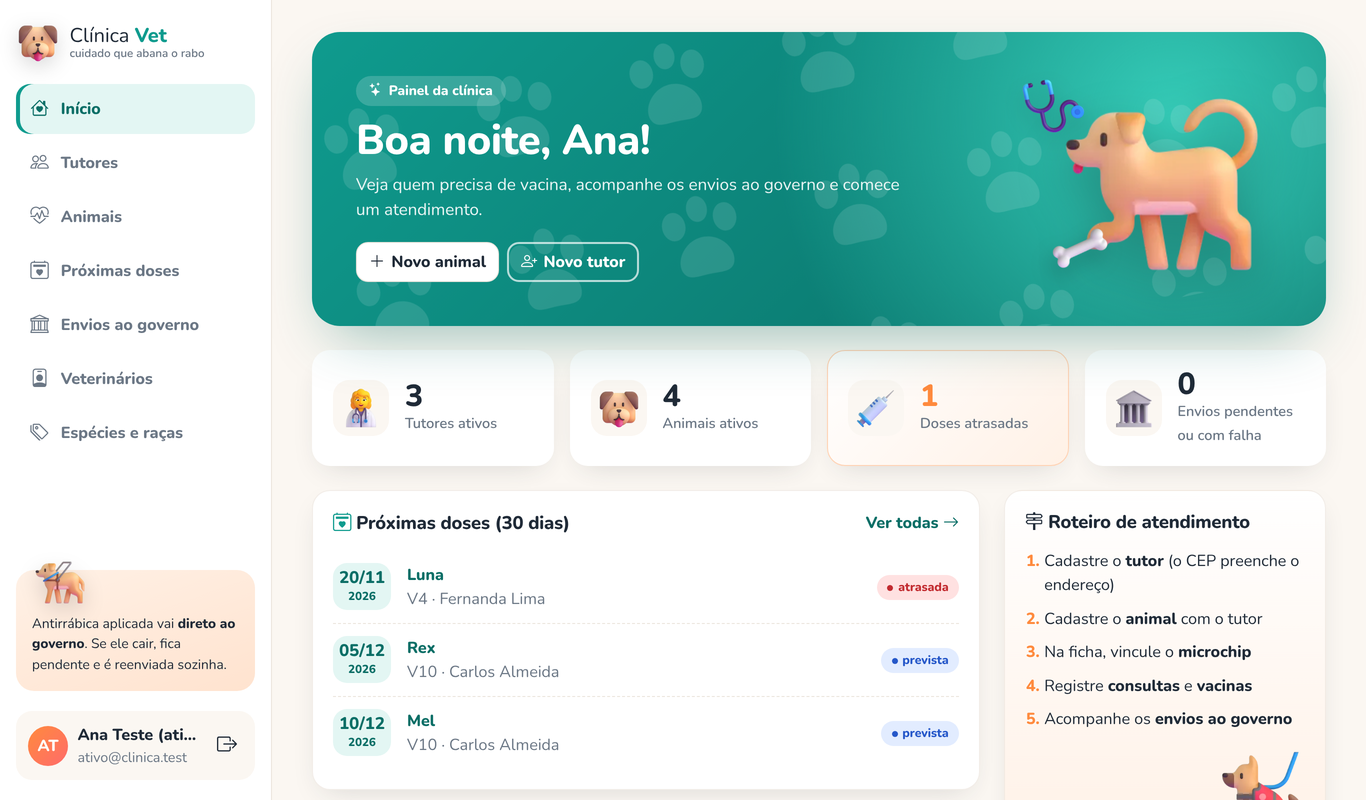 Clínica Vet
cuidado que abana o rabo
Início
Tutores
Animais
Próximas doses
Envios ao governo
Veterinários
Espécies e raças
Antirrábica aplicada vai direto ao
governo. Se ele cair, fica
pendente e é reenviada sozinha.
AT
Ana Teste (ati...
ativo@clinica.test
Painel da clínica
Boa noite, Ana!
Veja quem precisa de vacina, acompanhe os envios ao governo e comece
um atendimento.
Novo animal
Novo tutor
3
Tutores ativos
4
Animais ativos
1
Doses atrasadas
0
Envios pendentes
ou com falha
Próximas doses (30 dias)
Ver todas
20/11
2026
Luna
V4 · Fernanda Lima
atrasada
05/12
2026
Rex
V10 · Carlos Almeida
prevista
10/12
2026
Mel
V10 · Carlos Almeida
prevista
Roteiro de atendimento
1. Cadastre o tutor (o CEP preenche o
endereço)
2. Cadastre o animal com o tutor
3. Na ficha, vincule o microchip
4. Registre consultas e vacinas
5. Acompanhe os envios ao governo